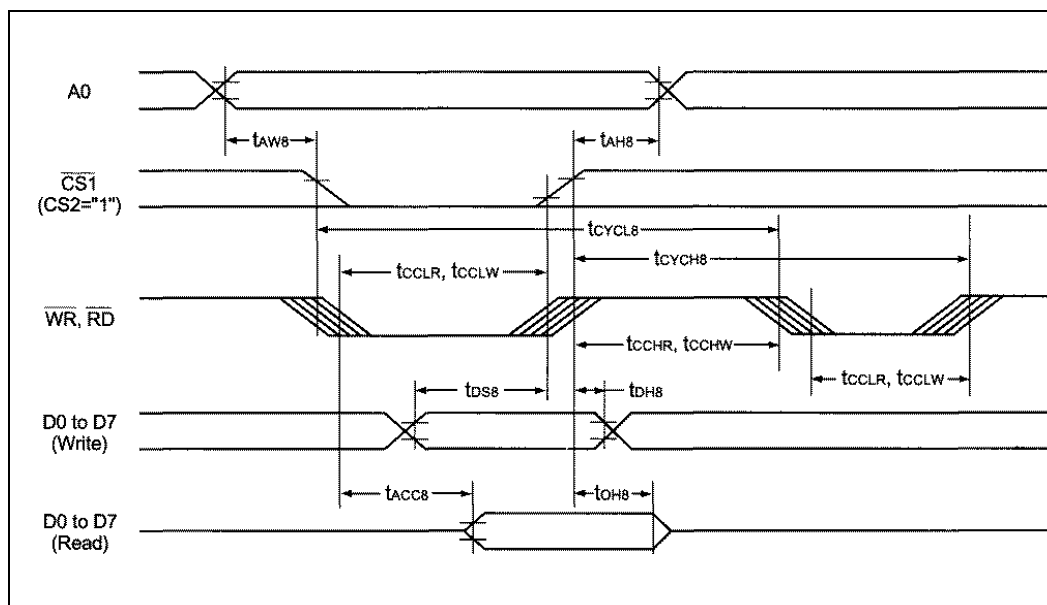 A0
tAW8
tAH8
CS1
(CS2="1")
tCYCL8
tCCLR, tCCLW
tCYCH8
WR, RD
tCCHR, tCCHW
tCCLR, tCCLW
tDS8
tDH8
D0 to D7
(Write)
tACC8
tOH8
D0 to D7
(Read)